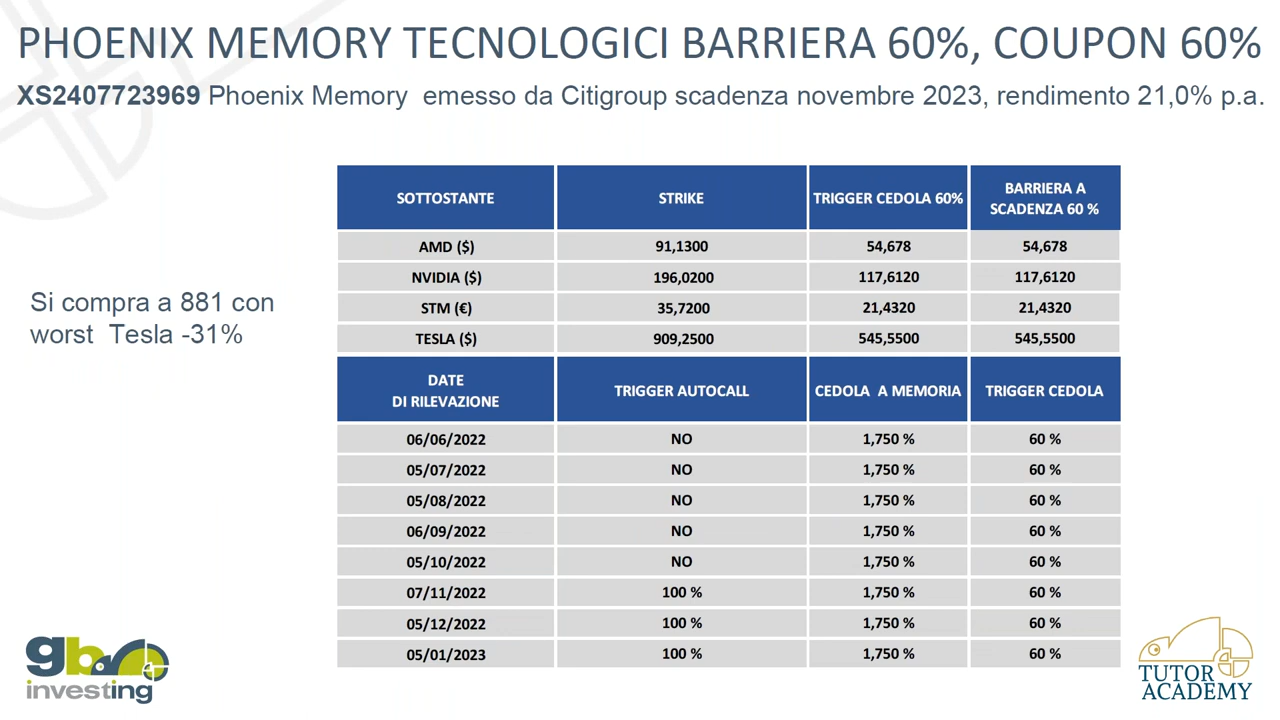 PHOENIX MEMORY TECNOLOGICI BARRIERA 60%, COUPON 60%
XS2407723969 Phoenix Memory emesso da Citigroup scadenza novembre 2023, rendimento 21,0% p.a.
Si compra a 881 con
worst Tesla -31%
SOTTOSTANTE STRIKE TRIGGER CEDOLA 60% BARRIERA A SCADENZA 60 %
AMD ($) 91,1300 54,678 54,678
NVIDIA ($) 196,0200 117,6120 117,6120
STM (€) 35,7200 21,4320 21,4320
TESLA ($) 909,2500 545,5500 545,5500
DATE DI RILEVAZIONE TRIGGER AUTOCALL CEDOLA A MEMORIA TRIGGER CEDOLA
06/06/2022 NO 1,750 % 60 %
05/07/2022 NO 1,750 % 60 %
05/08/2022 NO 1,750 % 60 %
06/09/2022 NO 1,750 % 60 %
05/10/2022 NO 1,750 % 60 %
07/11/2022 100 % 1,750 % 60 %
05/12/2022 100 % 1,750 % 60 %
05/01/2023 100 % 1,750 % 60 %
gb
investing
TUTOR
ACADEMY